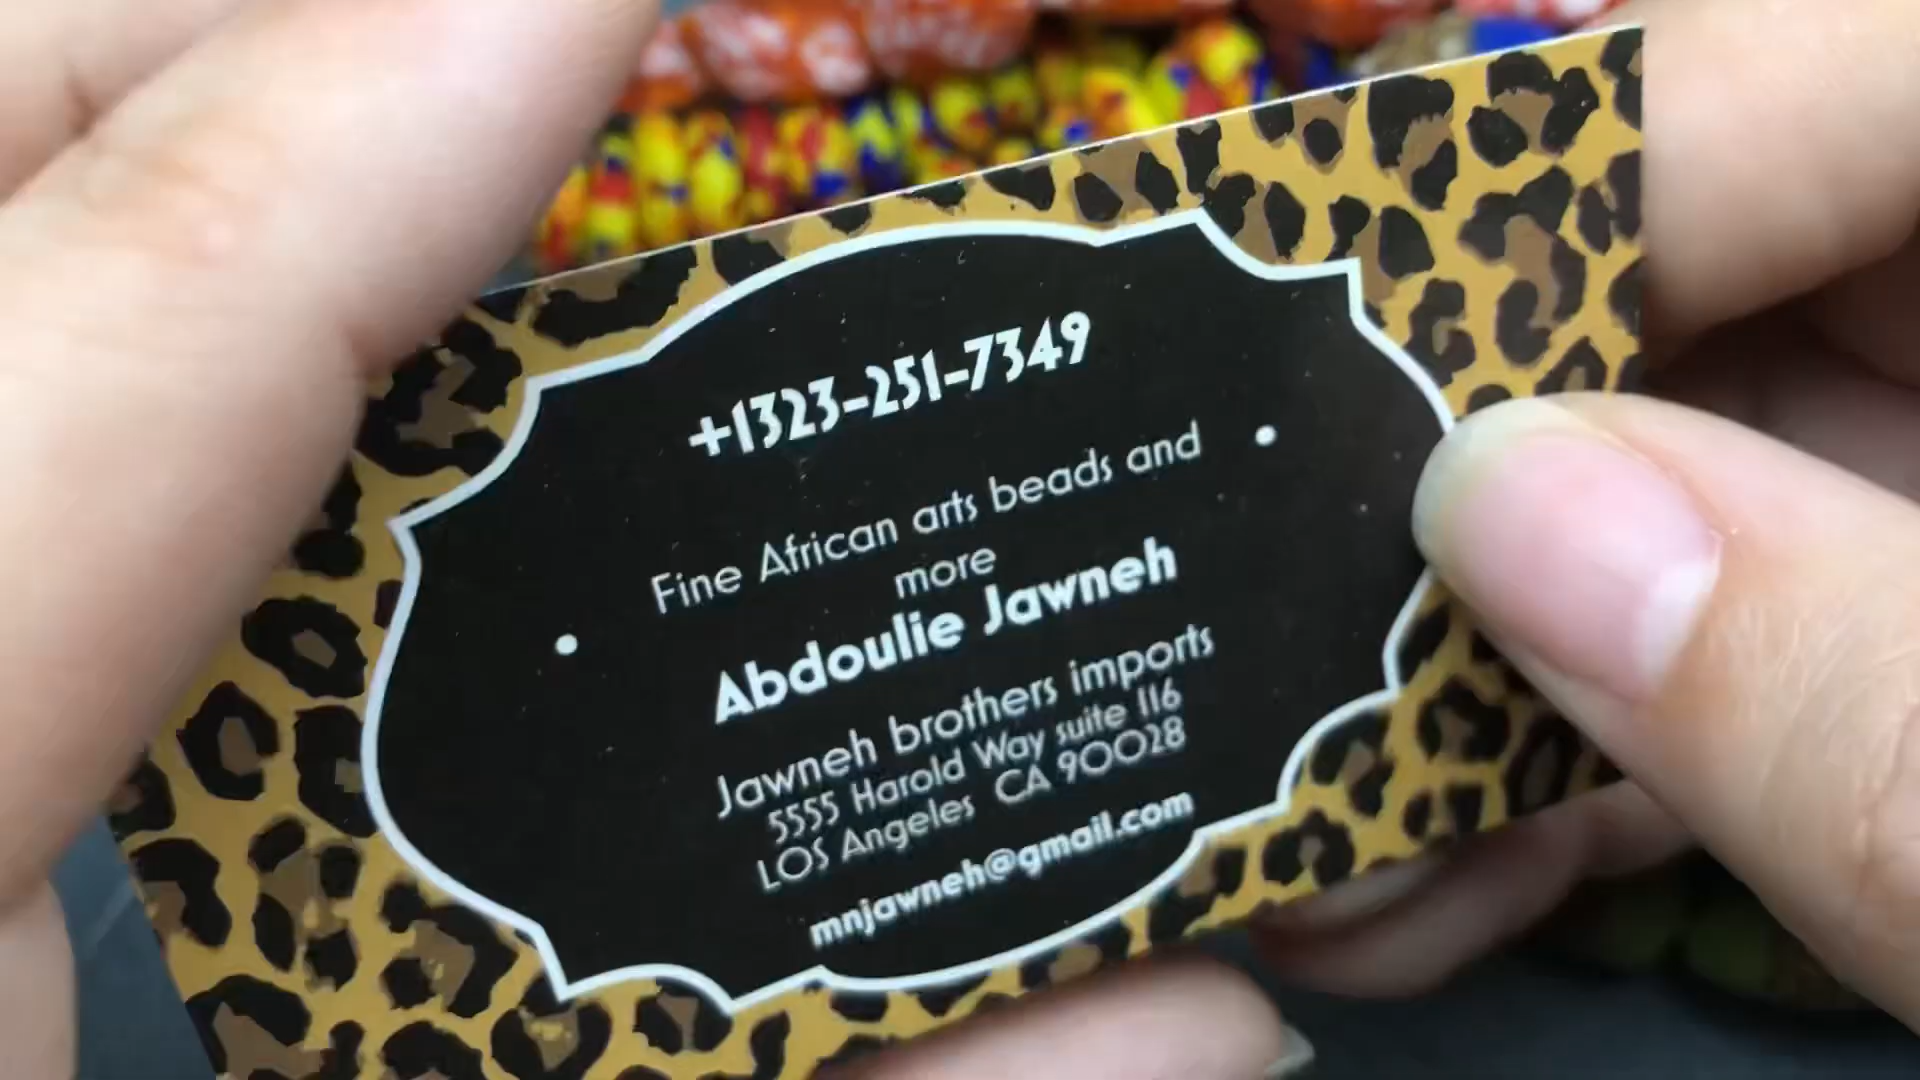 +1323-251-7349
Fine African arts beads and
more
Abdoulie Jawneh
Jawneh brothers imports
5555 Harold Way suite 116
LOS Angeles CA 90028
mnjawneh@gmail.com